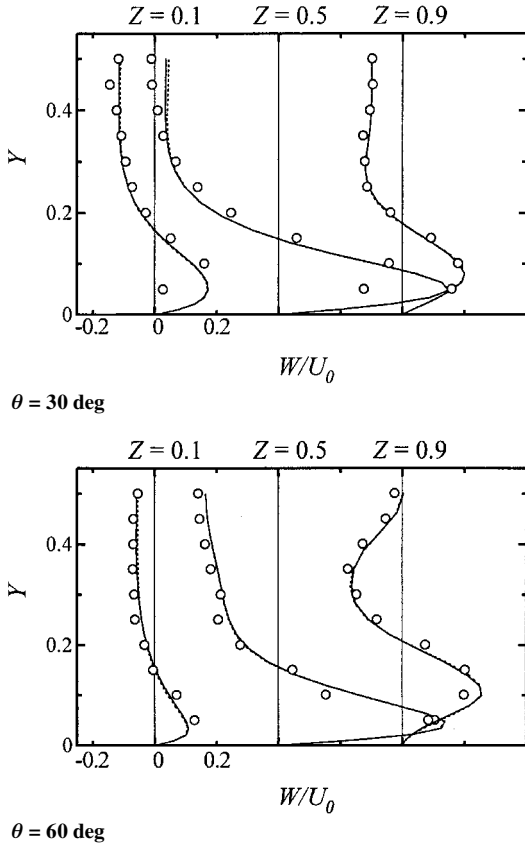 Z = 0.1 Z = 0.5 Z = 0.9
0.4
Y
0.2
0
-0.2 0 0.2
W/U₀
θ = 30 deg
Z = 0.1 Z = 0.5 Z = 0.9
0.4
Y
0.2
0
-0.2 0 0.2
W/U₀
θ = 60 deg